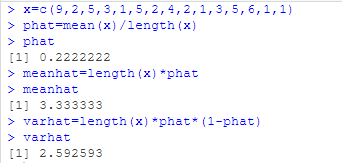 > x=c(9,2,5,3,1,5,2,4,2,1,3,5,6,1,1)
> phat=mean(x)/length(x)
> phat
[1] 0.2222222
> meanhat=length(x)*phat
> meanhat
[1] 3.333333
> varhat=length(x)*phat*(1-phat)
> varhat
[1] 2.592593